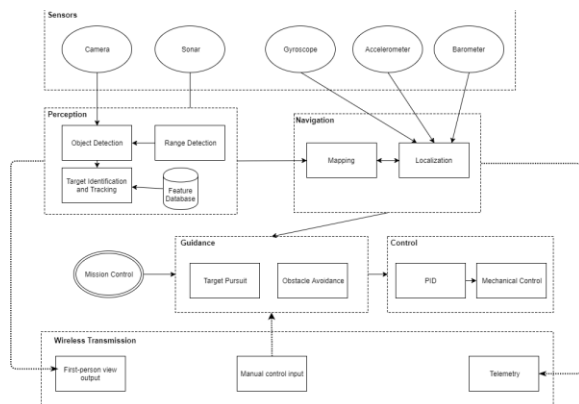 Sensors
Camera
Sonar
Gyroscope
Accelerometer
Barometer
Perception
Object Detection
Range Detection
Target Identification
and Tracking
Feature
Database
Navigation
Mapping
Localization
Mission Control
Guidance
Target Pursuit
Obstacle Avoidance
Control
PID
Mechanical Control
Wireless Transmission
First-person view
output
Manual control input
Telemetry